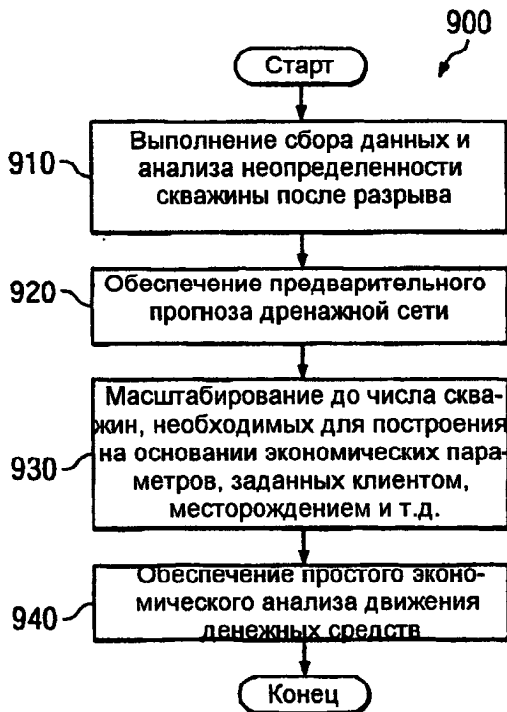 900
Старт
910
Выполнение сбора данных и
анализа неопределенности
скважины после разрыва
920
Обеспечение предварительного
прогноза дренажной сети
930
Масштабирование до числа сква-
жин, необходимых для построения
на основании экономических пара-
метров, заданных клиентом,
месторождением и т.д.
940
Обеспечение простого эконо-
мического анализа движения
денежных средств
Конец